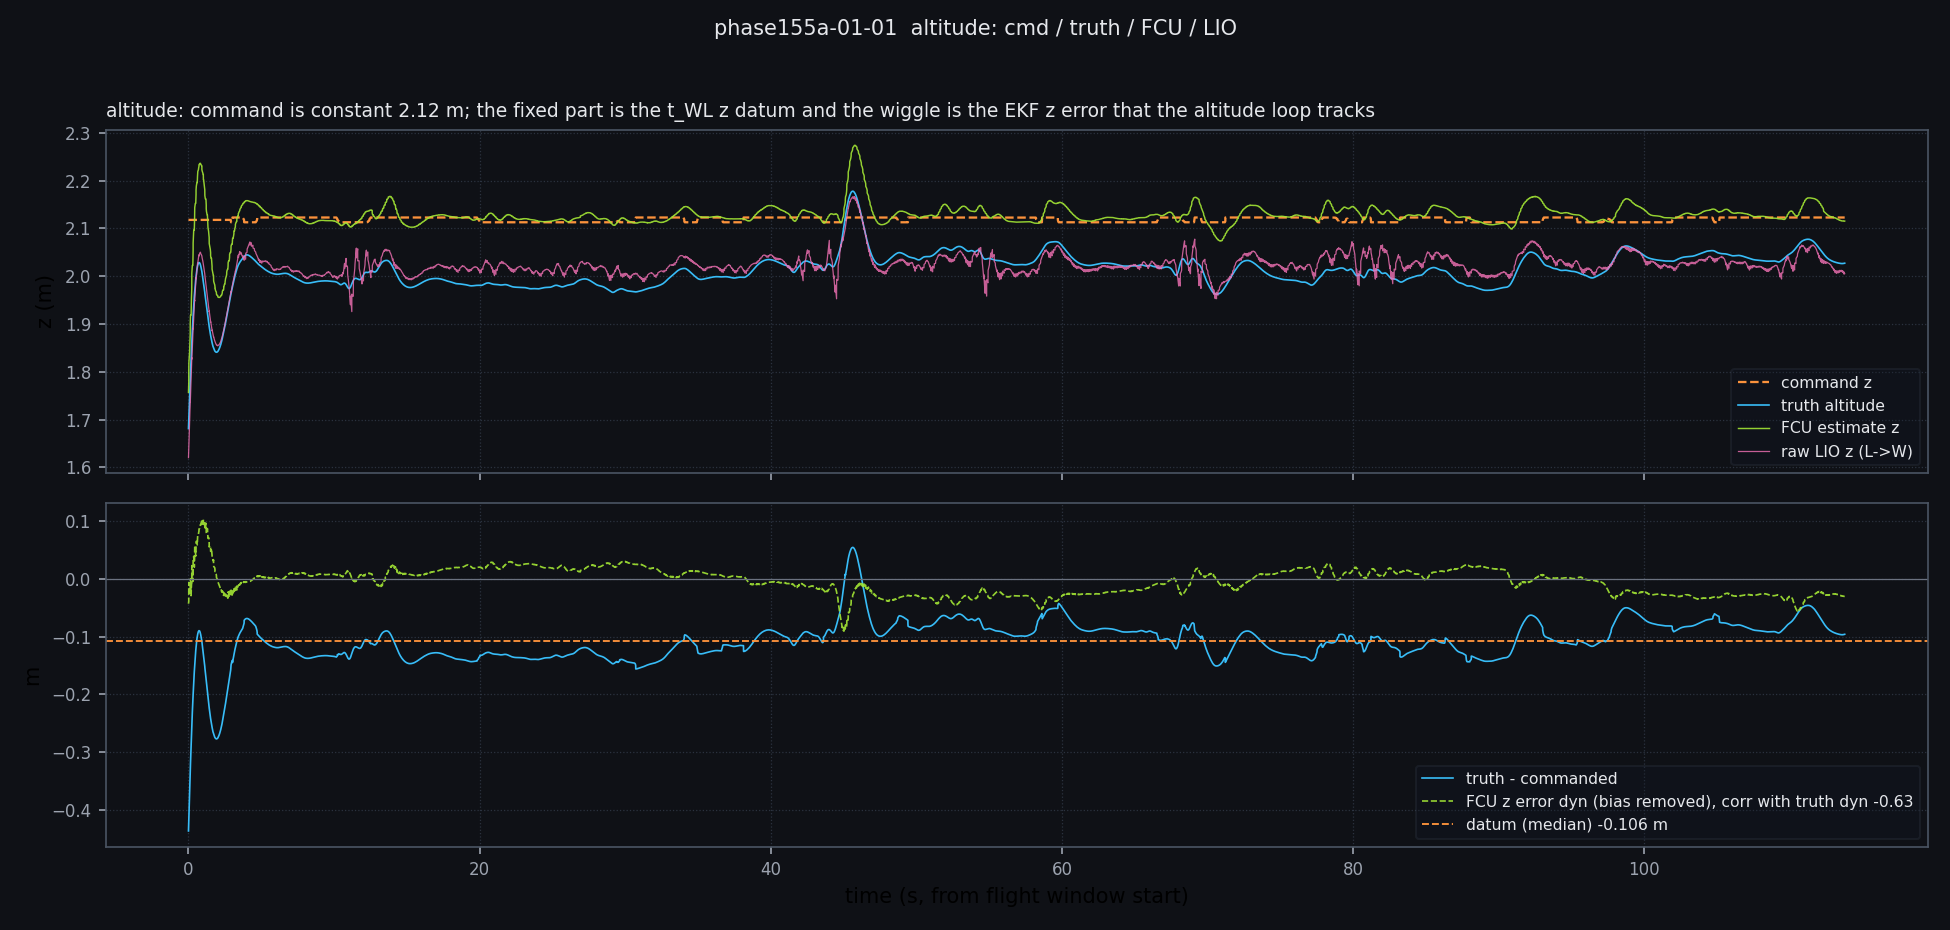 phase155a-01-01  altitude: cmd / truth / FCU / LIO
altitude: command is constant 2.12 m; the fixed part is the t_WL z datum and the wiggle is the EKF z error that the altitude loop tracks
2.3
2.2
2.1
2.0
1.9
1.8
1.7
1.6
z (m)
command z
truth altitude
FCU estimate z
raw LIO z (L->W)
0.1
0.0
−0.1
−0.2
−0.3
−0.4
m
truth - commanded
FCU z error dyn (bias removed), corr with truth dyn -0.63
datum (median) -0.106 m
0
20
40
60
80
100
time (s, from flight window start)